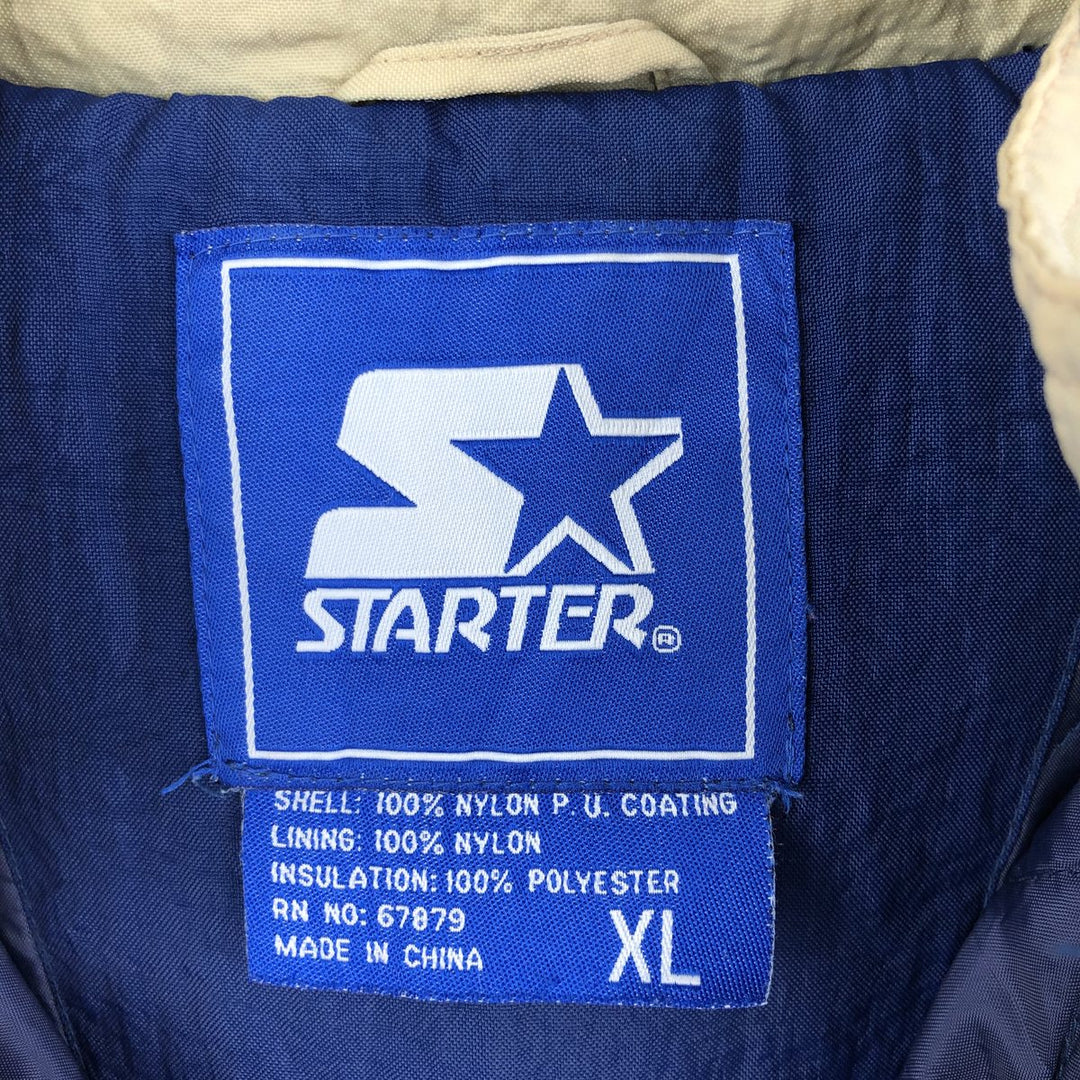 STARTER®
SHELL: 100% NYLON P. U. COATING
LINING: 100% NYLON
INSULATION: 100% POLYESTER
RN NO: 67879
MADE IN CHINA
XL